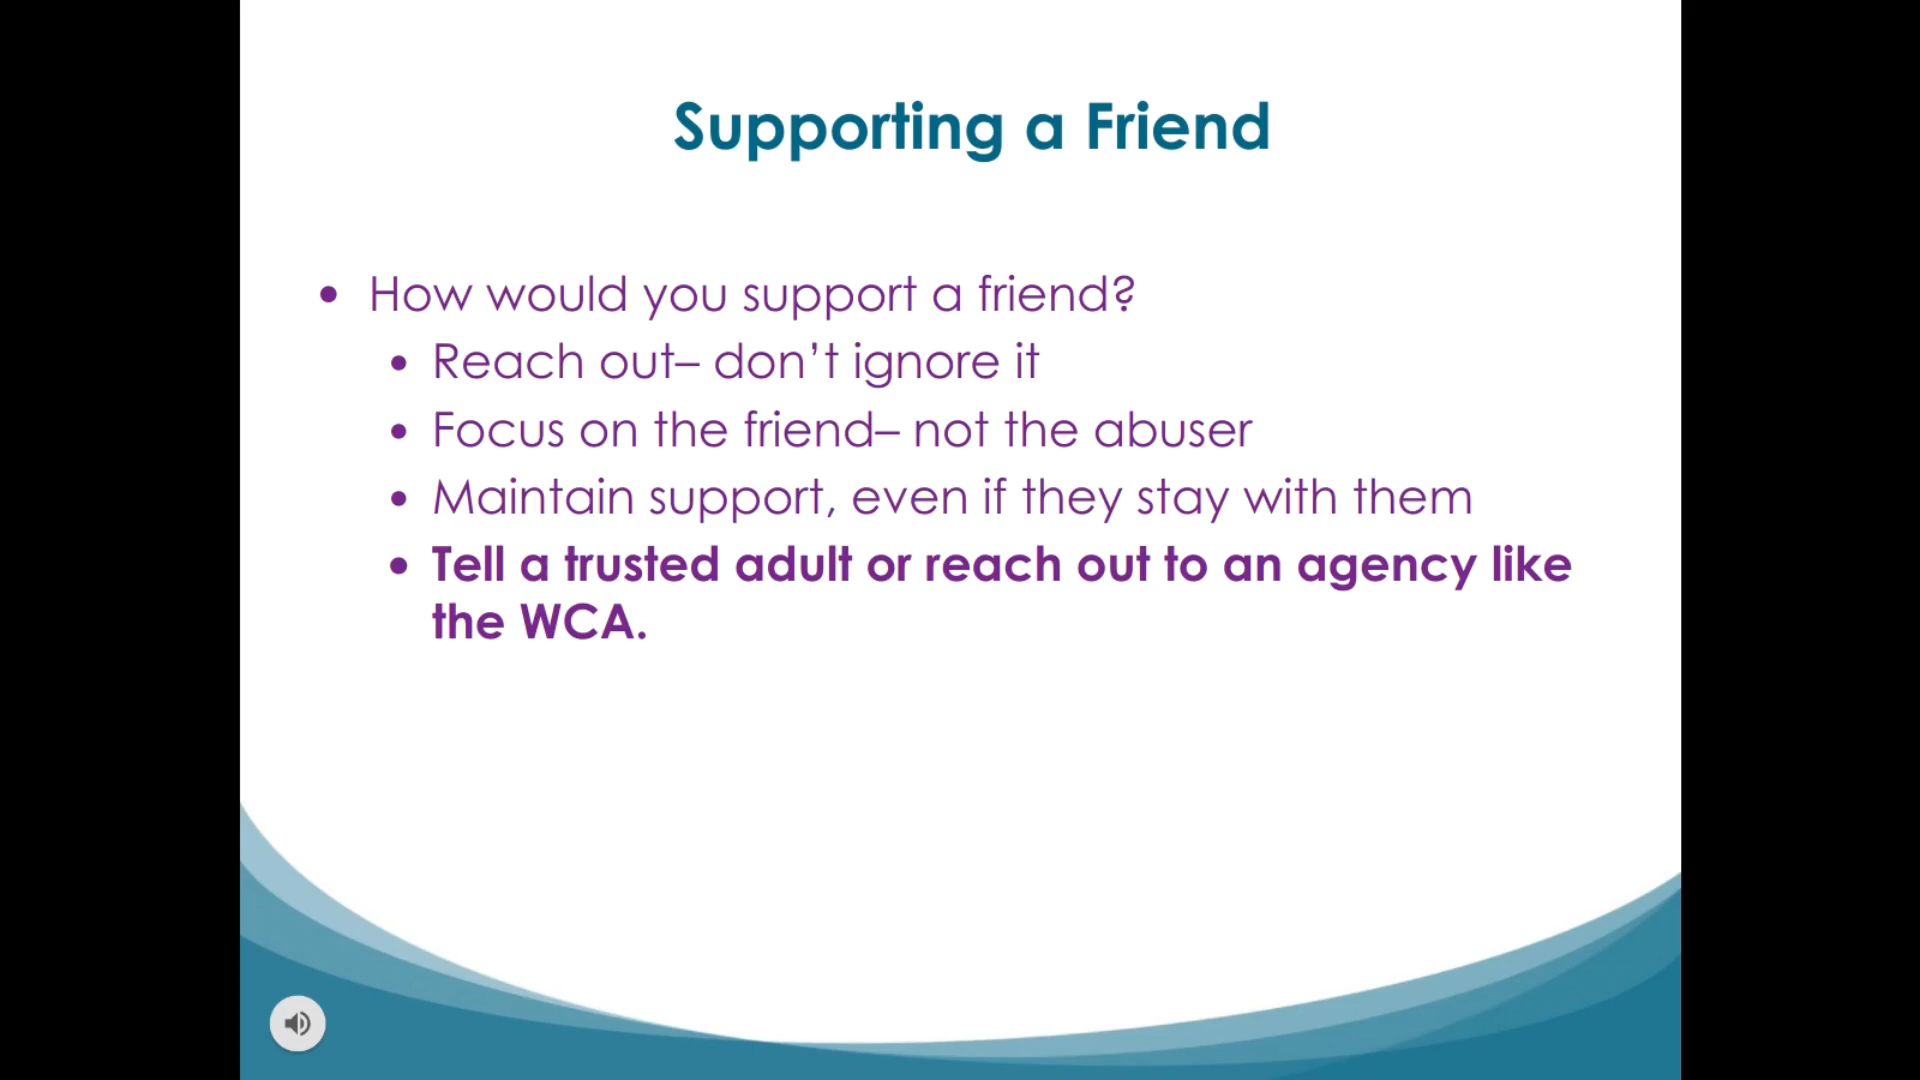 Supporting a Friend
• How would you support a friend?
• Reach out– don’t ignore it
• Focus on the friend– not the abuser
• Maintain support, even if they stay with them
• Tell a trusted adult or reach out to an agency like
the WCA.